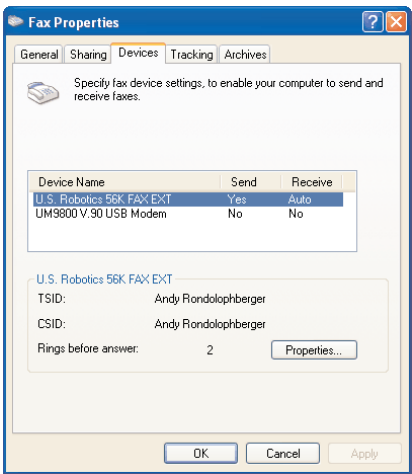 Fax Properties
General Sharing Devices Tracking Archives
Specify fax device settings, to enable your computer to send and
receive faxes.
Device Name Send Receive
U.S. Robotics 56K FAX EXT Yes Auto
UM9800 V.90 USB Modem No No
U.S. Robotics 56K FAX EXT
TSID: Andy Rondolophberger
CSID: Andy Rondolophberger
Rings before answer: 2 Properties...
OK Cancel Apply